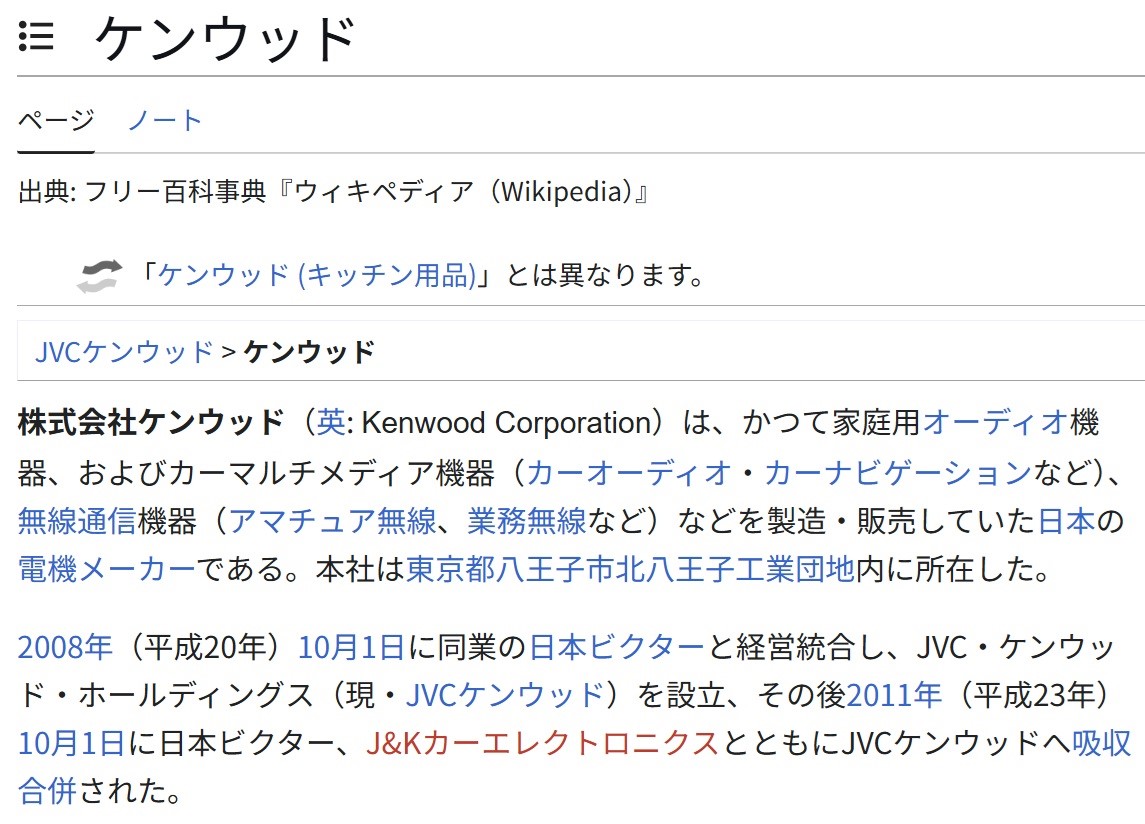 ケンウッド
ページ ノート
出典: フリー百科事典『ウィキペディア（Wikipedia）』
「ケンウッド (キッチン用品)」とは異なります。
JVCケンウッド > ケンウッド
株式会社ケンウッド（英: Kenwood Corporation）は、かつて家庭用オーディオ機
器、およびカーマルチメディア機器（カーオーディオ・カーナビゲーションなど）、
無線通信機器（アマチュア無線、業務無線など）などを製造・販売していた日本の
電機メーカーである。本社は東京都八王子市北八王子工業団地内に所在した。
2008年（平成20年）10月1日に同業の日本ビクターと経営統合し、JVC・ケンウッ
ド・ホールディングス（現・JVCケンウッド）を設立、その後2011年（平成23年）
10月1日に日本ビクター、J&KカーエレクトロニクスとともにJVCケンウッドへ吸収
合併された。